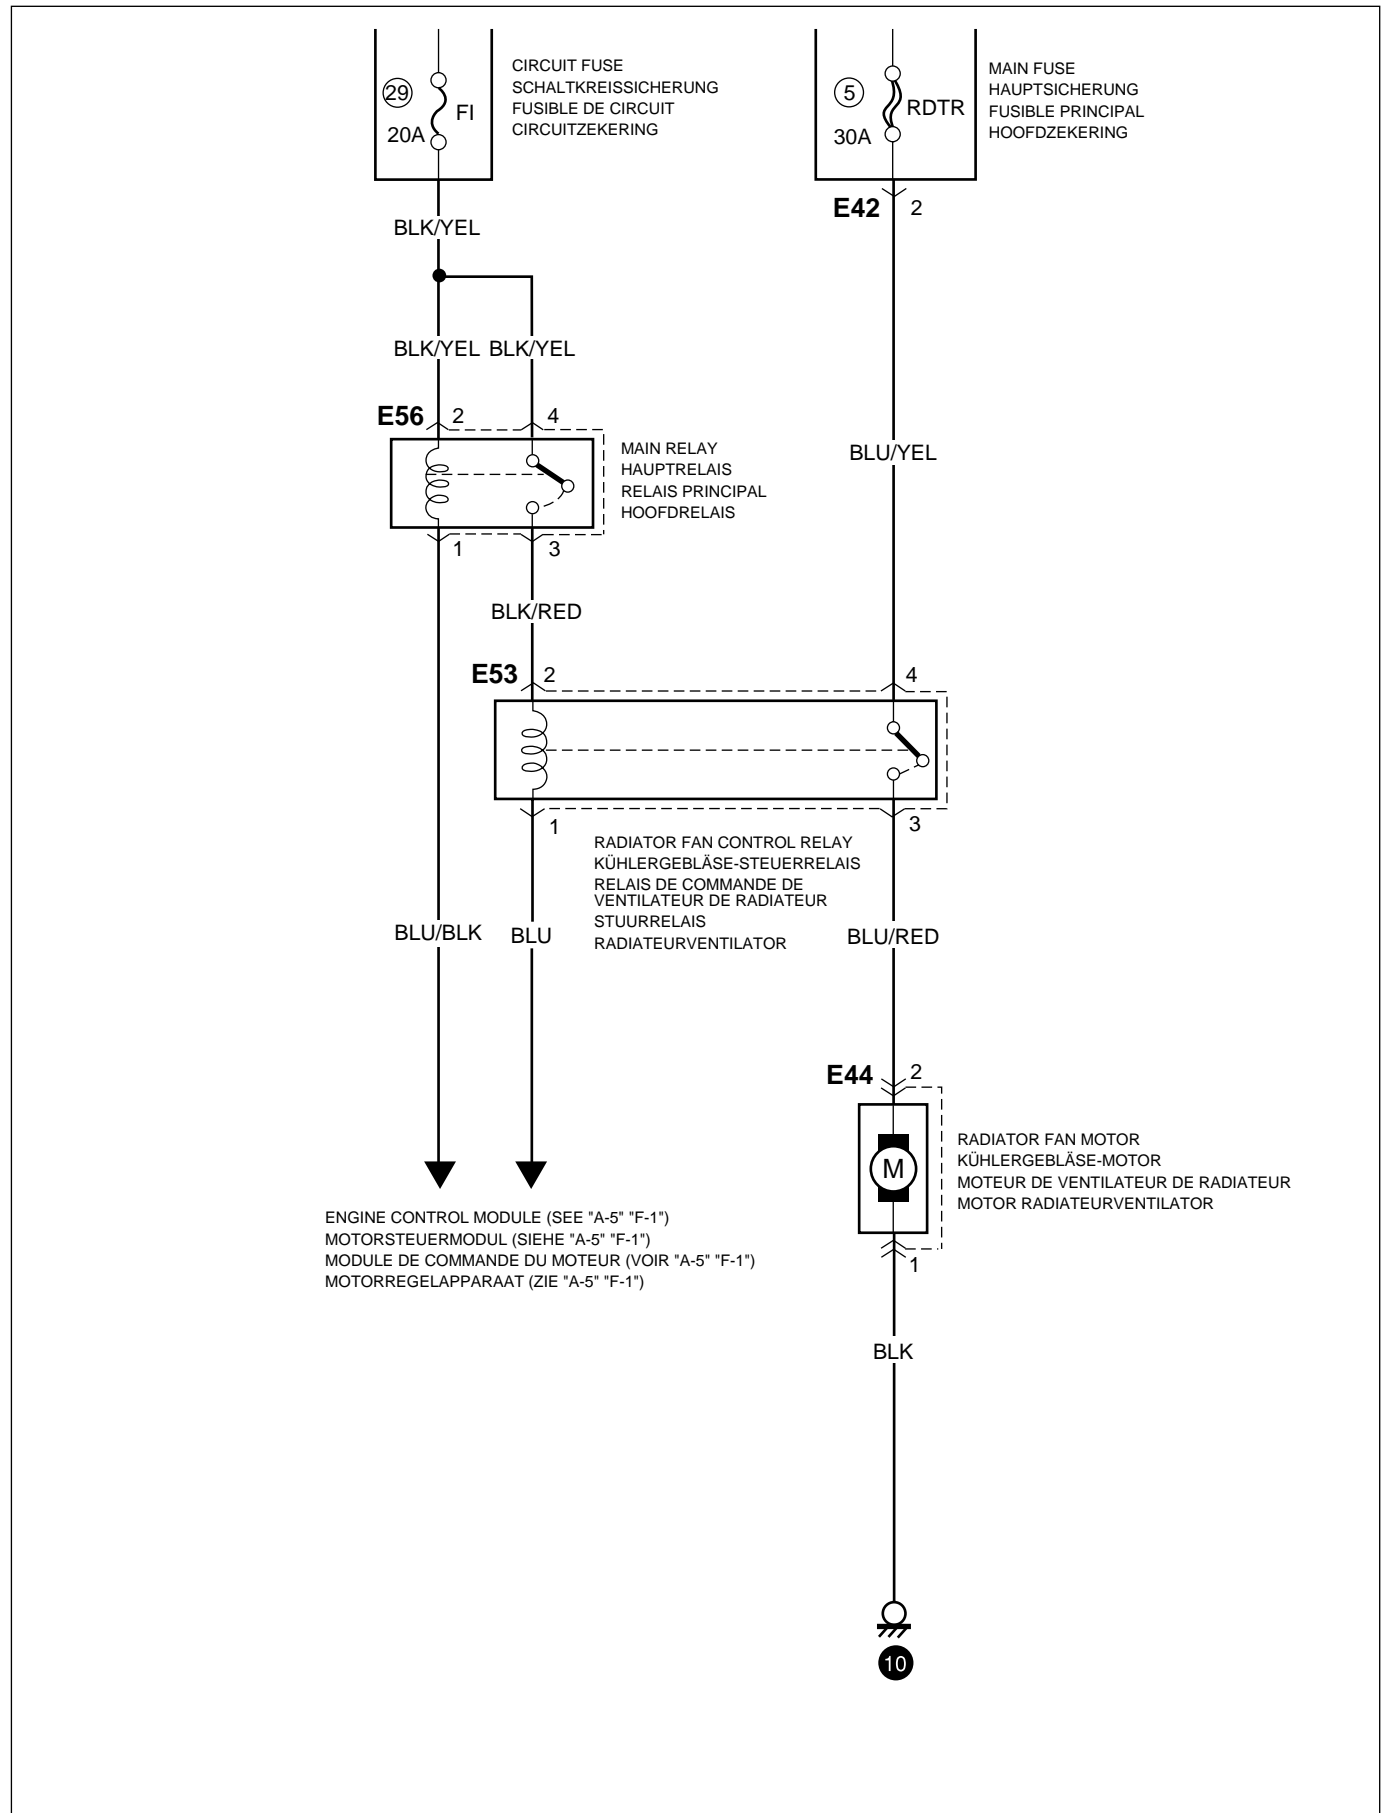 29
20A
FI
CIRCUIT FUSE
SCHALTKREISSICHERUNG
FUSIBLE DE CIRCUIT
CIRCUITZEKERING
5
30A
RDTR
MAIN FUSE
HAUPTSICHERUNG
FUSIBLE PRINCIPAL
HOOFDZEKERING
E42 2
BLK/YEL
BLK/YEL BLK/YEL
E56 2 4
MAIN RELAY
HAUPTRELAIS
RELAIS PRINCIPAL
HOOFDRELAIS
BLU/YEL
1 3
BLK/RED
E53 2 4
1 3
RADIATOR FAN CONTROL RELAY
KÜHLERGEBLÄSE-STEUERRELAIS
RELAIS DE COMMANDE DE
VENTILATEUR DE RADIATEUR
STUURRELAIS
RADIATEURVENTILATOR
BLU/BLK BLU BLU/RED
E44 2
M
RADIATOR FAN MOTOR
KÜHLERGEBLÄSE-MOTOR
MOTEUR DE VENTILATEUR DE RADIATEUR
MOTOR RADIATEURVENTILATOR
1
ENGINE CONTROL MODULE (SEE "A-5" "F-1")
MOTORSTEUERMODUL (SIEHE "A-5" "F-1")
MODULE DE COMMANDE DU MOTEUR (VOIR "A-5" "F-1")
MOTORREGELAPPARAAT (ZIE "A-5" "F-1")
BLK
10